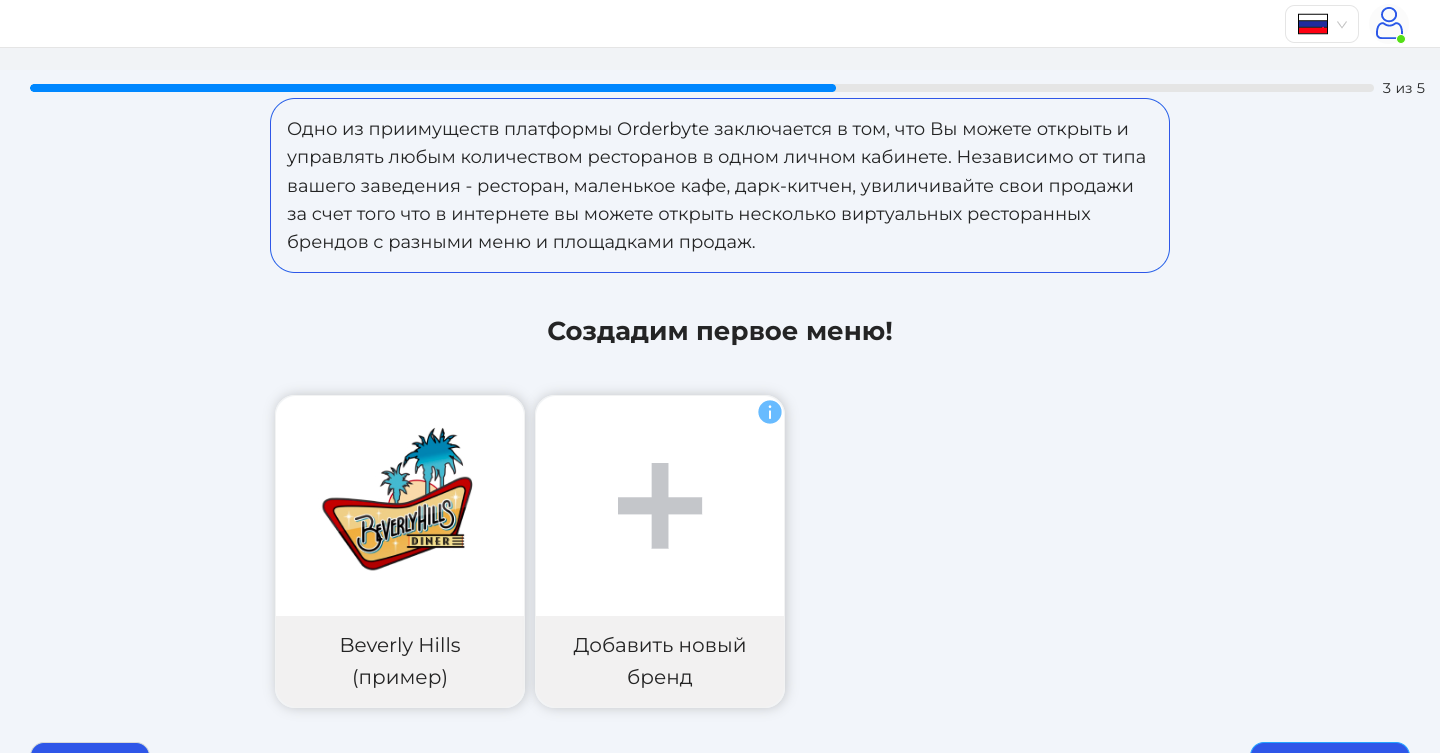 3 из 5
Одно из приимуществ платформы Orderbyte заключается в том, что Вы можете открыть и
управлять любым количеством ресторанов в одном личном кабинете. Независимо от типа
вашего заведения - ресторан, маленькое кафе, дарк-китчен, увиличивайте свои продажи
за счет того что в интернете вы можете открыть несколько виртуальных ресторанных
брендов с разными меню и площадками продаж.
Создадим первое меню!
BEVERLY HILLS
DINER
Beverly Hills
(пример)
Добавить новый
бренд